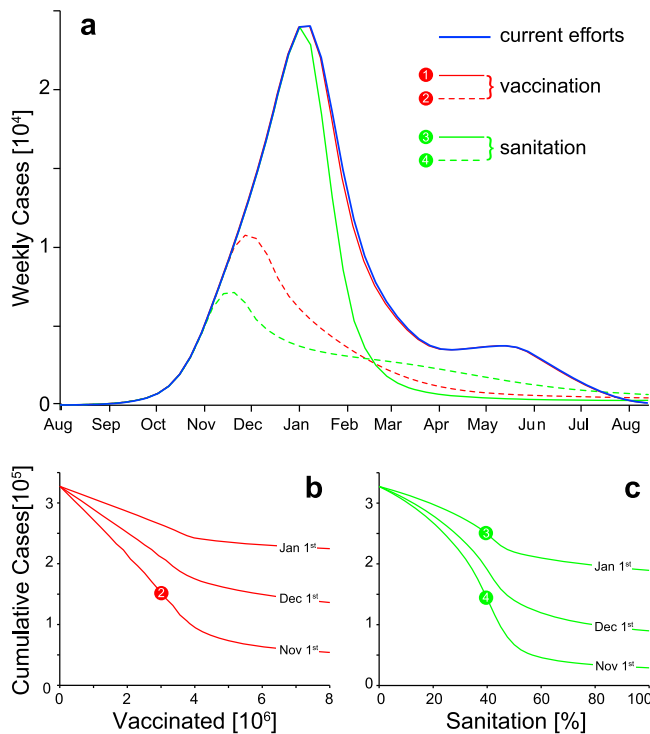 a
Weekly Cases [10⁴]
2
1
0
current efforts
1
2
vaccination
3
4
sanitation
Aug Sep Oct Nov Dec Jan Feb Mar Apr May Jun Jul Aug
b
Cumulative Cases[10⁵]
3
2
1
0
Jan 1st
Dec 1st
Nov 1st
2
0 2 4 6 8
Vaccinated [10⁶]
c
3
2
1
0
3
4
Jan 1st
Dec 1st
Nov 1st
0 20 40 60 80 100
Sanitation [%]